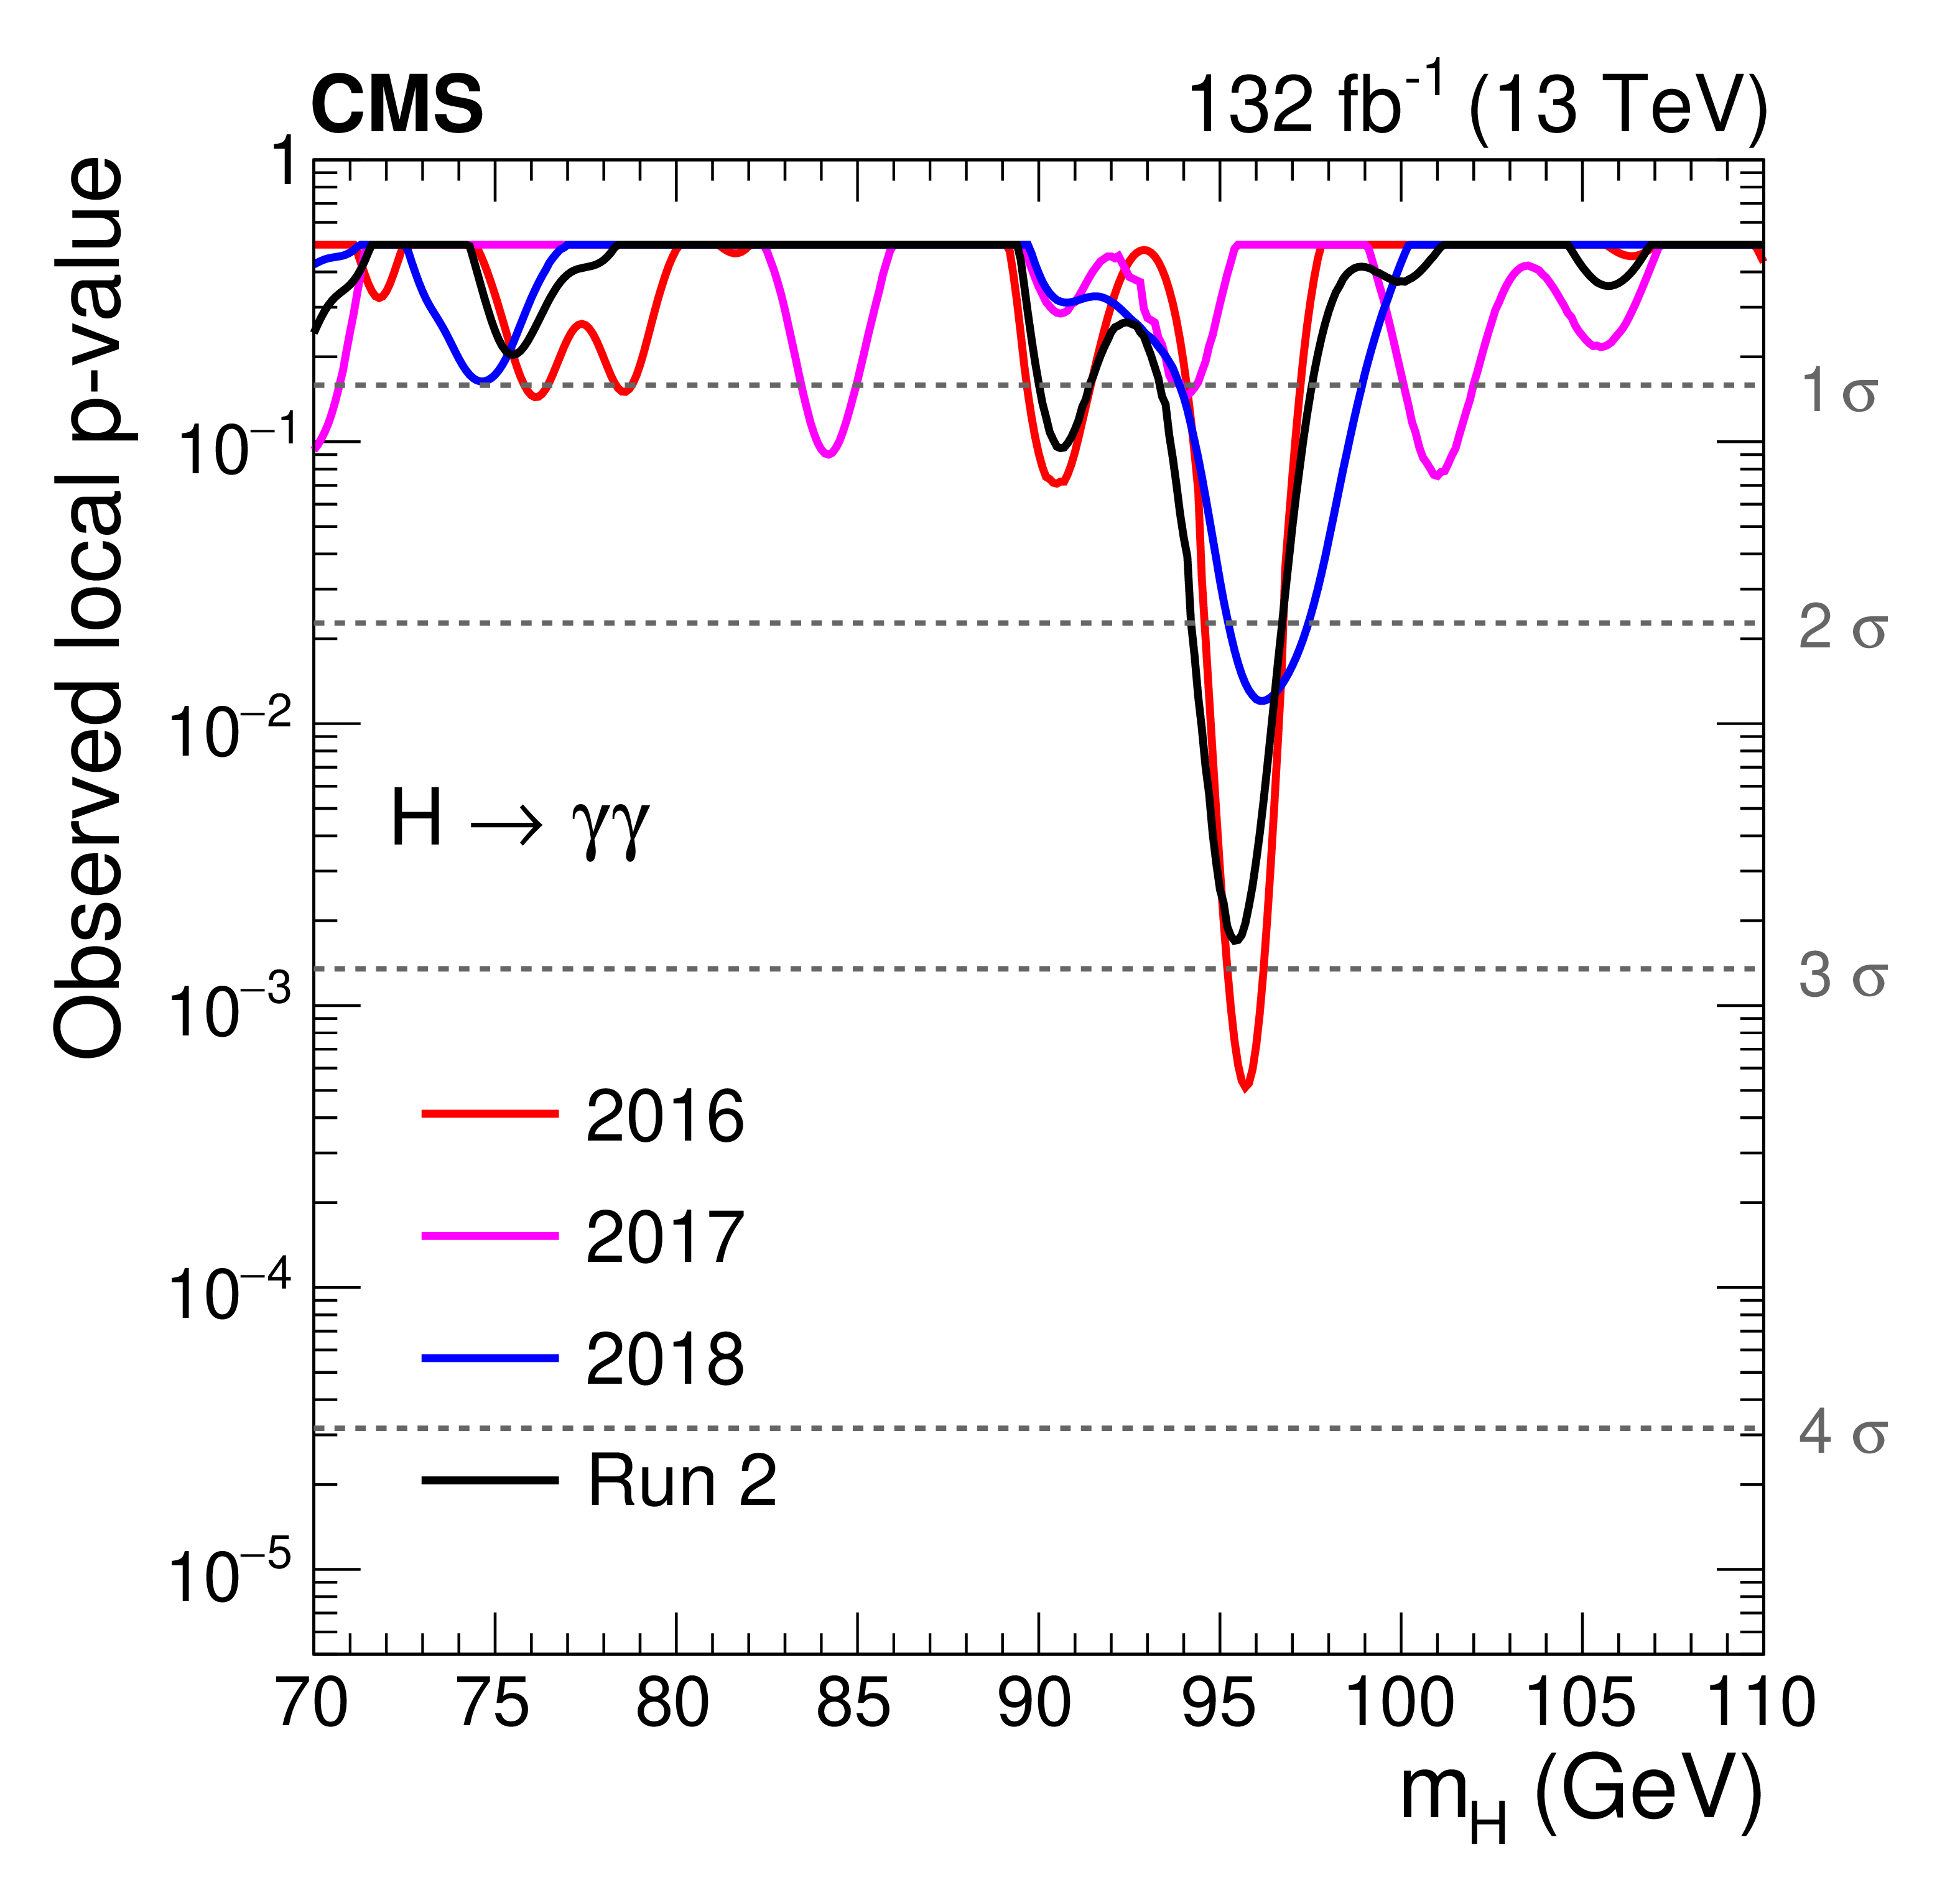 CMS 132 fb⁻¹ (13 TeV)
Observed local p-value
1
10⁻¹
10⁻²
10⁻³
10⁻⁴
10⁻⁵
1 σ
2 σ
3 σ
4 σ
H → γγ
2016
2017
2018
Run 2
70 75 80 85 90 95 100 105 110
m_H (GeV)